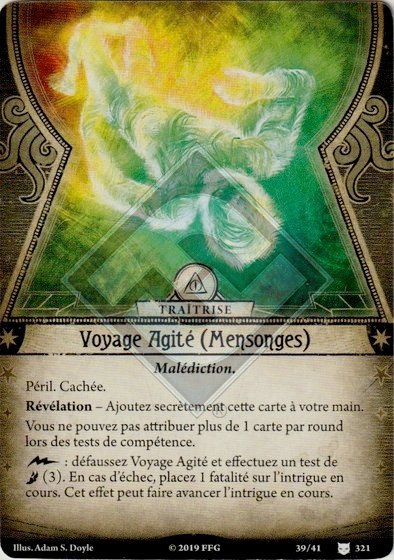 TRAÎTRISE
Voyage Agité (Mensonges)
Malédiction.
Péril. Cachée.
Révélation – Ajoutez secrètement cette carte à votre main.
Vous ne pouvez pas attribuer plus de 1 carte par round
lors des tests de compétence.
: défaussez Voyage Agité et effectuez un test de
(3). En cas d'échec, placez 1 fatalité sur l'intrigue en
cours. Cet effet peut faire avancer l'intrigue en cours.
Illus. Adam S. Doyle © 2019 FFG 39/41 321